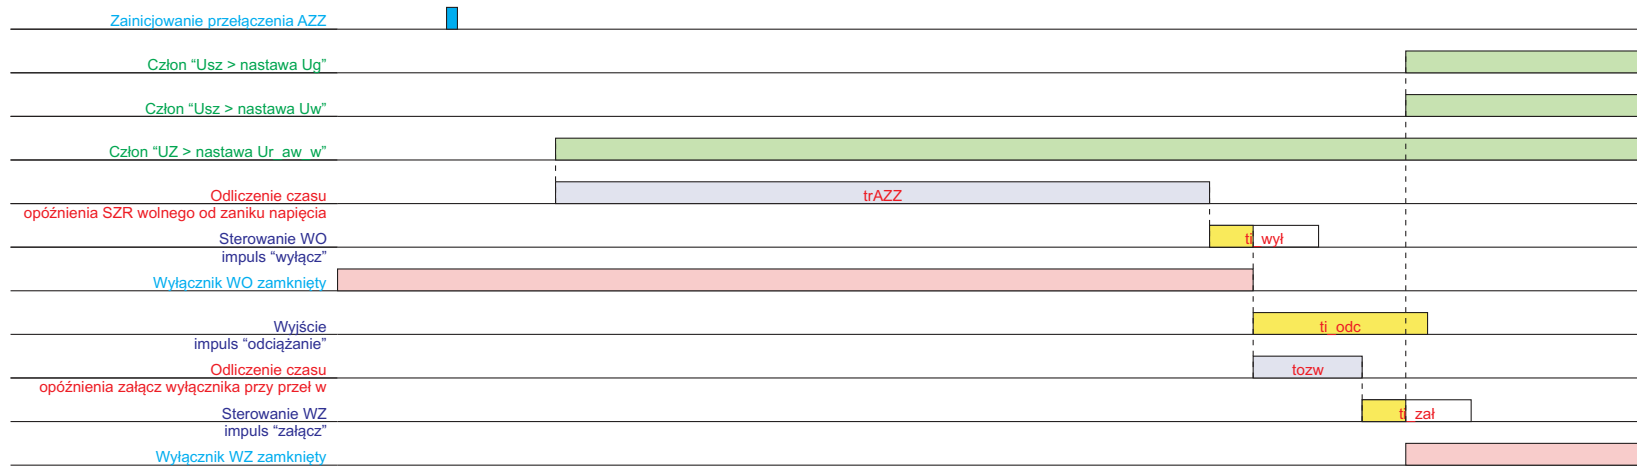 Zainicjowanie przełączenia AZZ
Człon “Usz > nastawa Ug”
Człon “Usz > nastawa Uw”
Człon “UZ > nastawa Ur_aw_w”
Odliczenie czasu
opóźnienia SZR wolnego od zaniku napięcia
trAZZ
Sterowanie WO
impuls “wyłącz”
ti_wył
Wyłącznik WO zamknięty
Wyjście
impuls “odciążanie”
ti_odc
Odliczenie czasu
opóźnienia załącz wyłącznika przy przeł w
tozw
Sterowanie WZ
impuls “załącz”
ti_zał
Wyłącznik WZ zamknięty